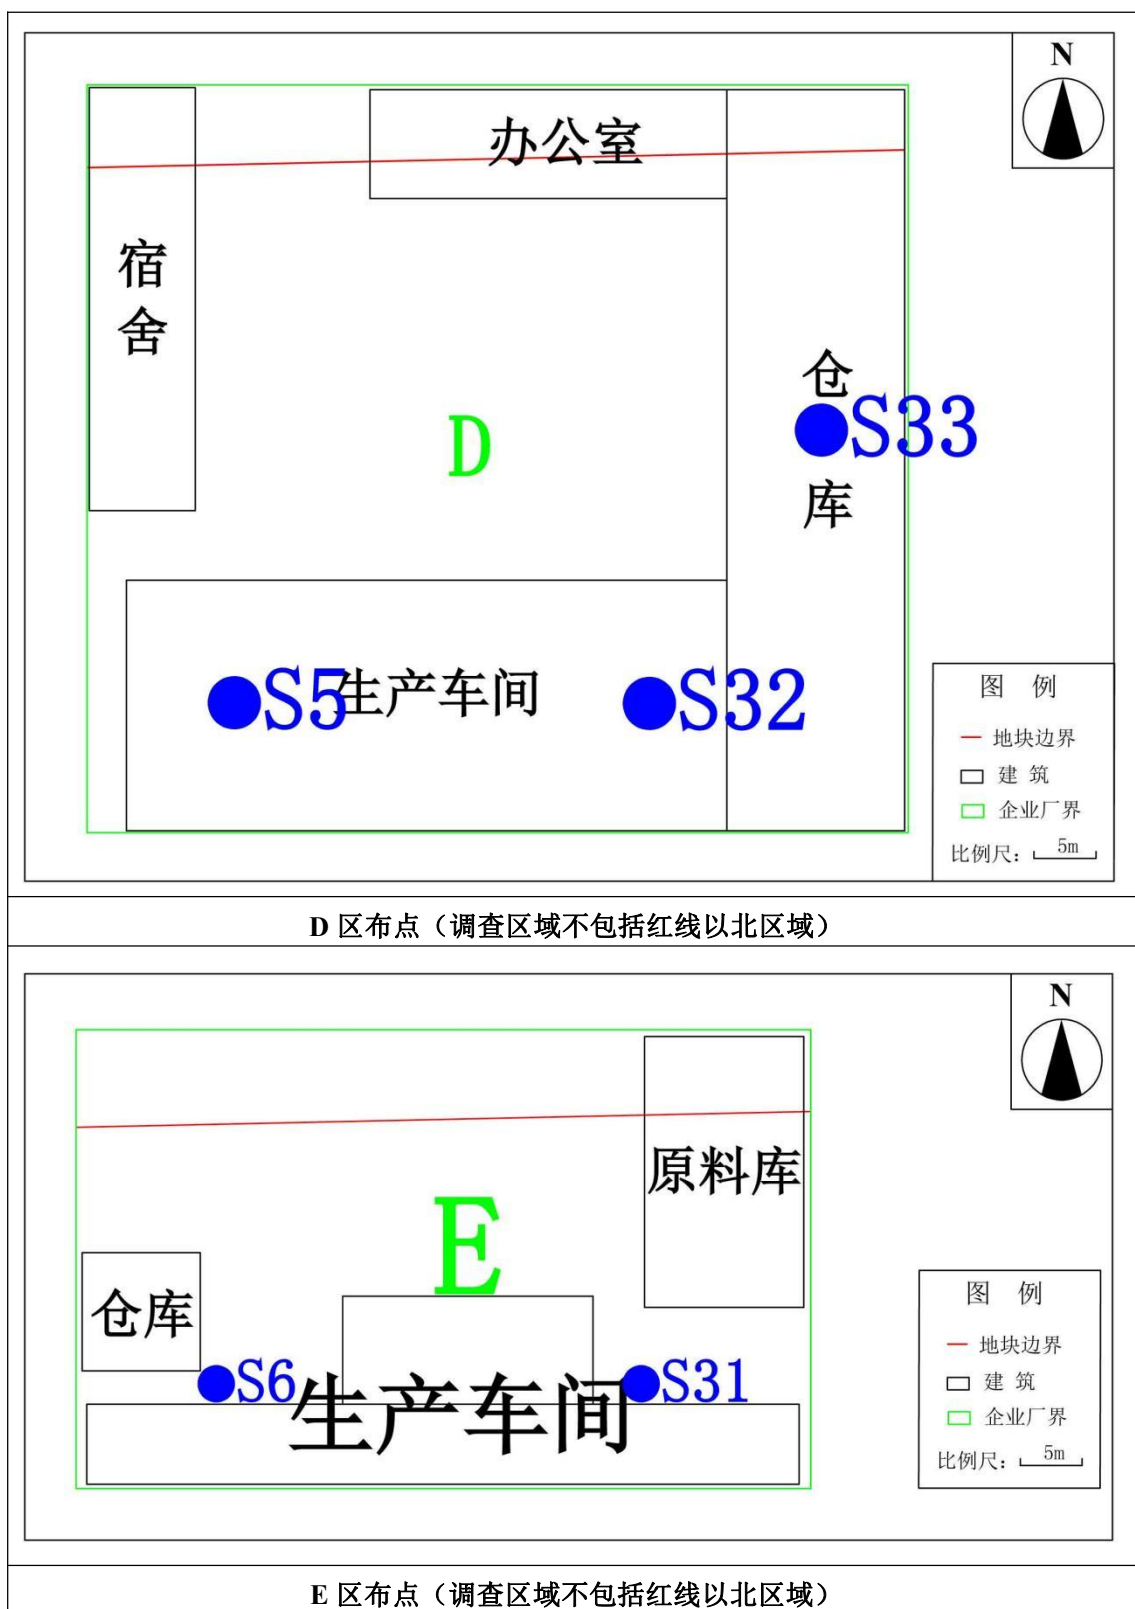 N
办公室
宿
舍
仓
S33
库
D
S5
生产车间
S32
图 例
地块边界
建 筑
企业厂界
比例尺： 5m
D 区布点（调查区域不包括红线以北区域）
N
原料库
E
仓库
S6
生产车间
S31
图 例
地块边界
建 筑
企业厂界
比例尺： 5m
E 区布点（调查区域不包括红线以北区域）